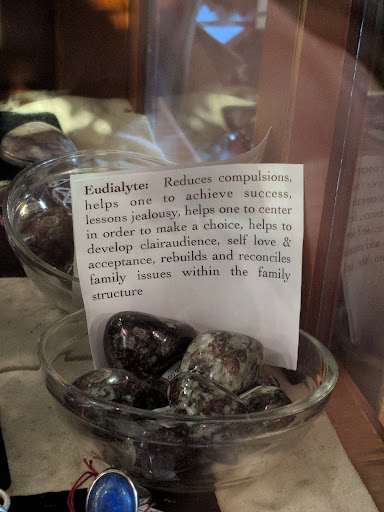 Eudialyte: Reduces compulsions,
helps one to achieve success,
lessons jealousy, helps one to center
in order to make a choice, helps to
develop clairaudience, self love &
acceptance, rebuilds and reconciles
family issues within the family
structure